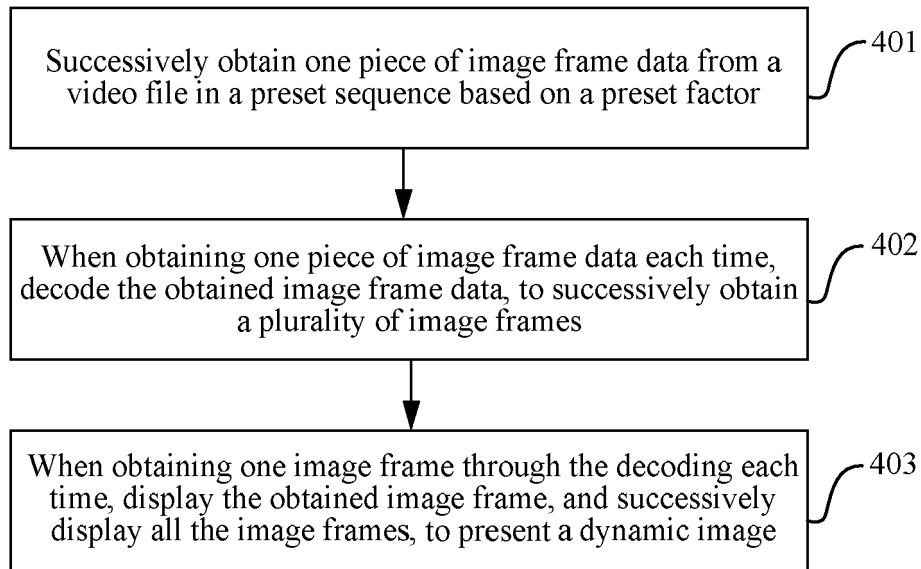 Successively obtain one piece of image frame data from a
video file in a preset sequence based on a preset factor
401
When obtaining one piece of image frame data each time,
decode the obtained image frame data, to successively obtain
a plurality of image frames
402
When obtaining one image frame through the decoding each
time, display the obtained image frame, and successively
display all the image frames, to present a dynamic image
403